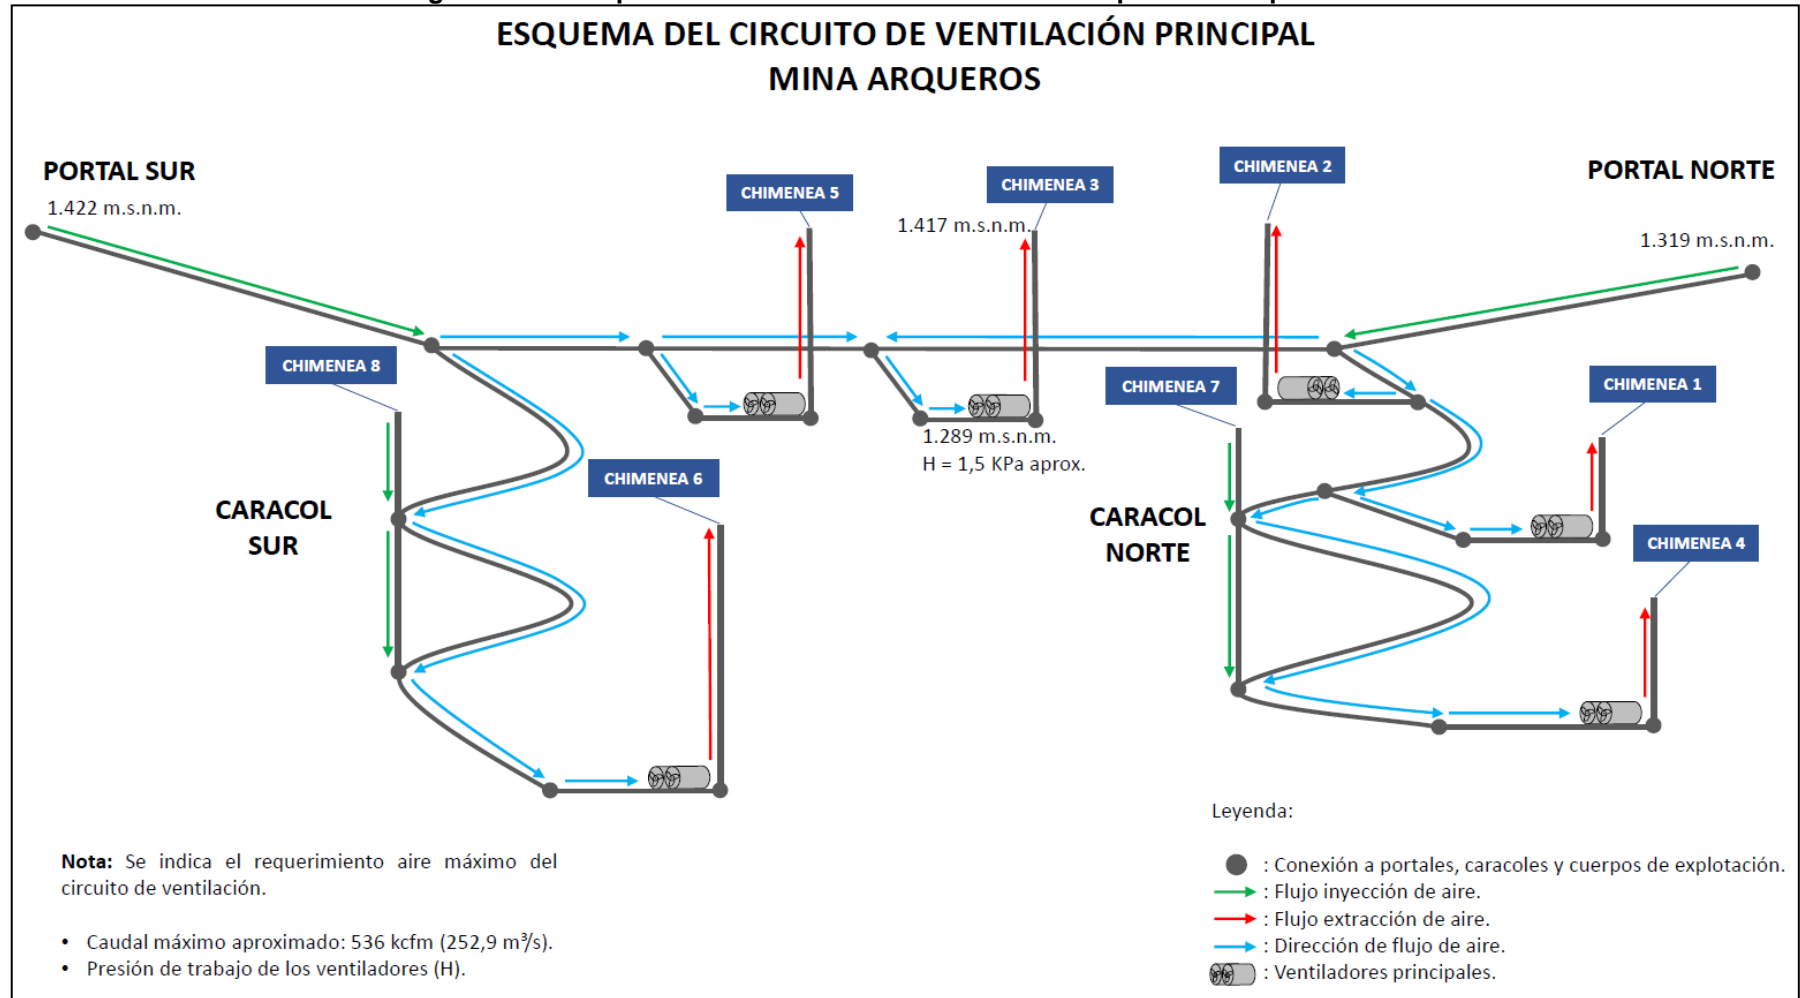 ESQUEMA DEL CIRCUITO DE VENTILACIÓN PRINCIPAL
MINA ARQUEROS
PORTAL SUR
1.422 m.s.n.m.
CHIMENEA 5
CHIMENEA 3
1.417 m.s.n.m.
CHIMENEA 2
PORTAL NORTE
1.319 m.s.n.m.
CHIMENEA 8
CHIMENEA 7
CHIMENEA 1
1.289 m.s.n.m.
H = 1,5 KPa aprox.
CHIMENEA 6
CARACOL
SUR
CARACOL
NORTE
CHIMENEA 4
Nota: Se indica el requerimiento aire máximo del
circuito de ventilación.
• Caudal máximo aproximado: 536 kcfm (252,9 m³/s).
• Presión de trabajo de los ventiladores (H).
Leyenda:
: Conexión a portales, caracoles y cuerpos de explotación.
: Flujo inyección de aire.
: Flujo extracción de aire.
: Dirección de flujo de aire.
: Ventiladores principales.